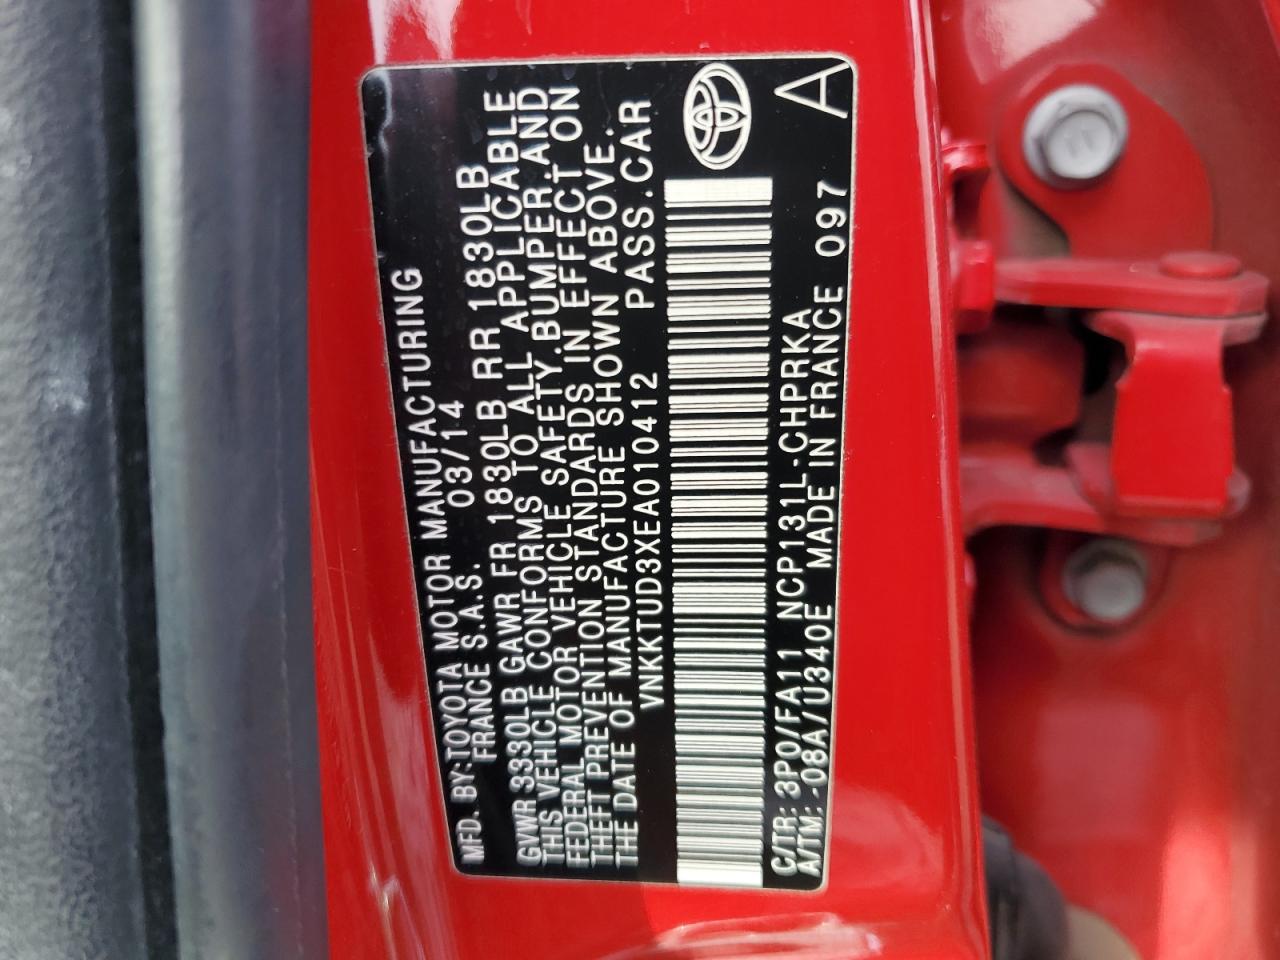 MFD. BY:TOYOTA MOTOR MANUFACTURING
FRANCE S.A.S. 03/14
GVWR 3330LB GAWR FR 1830LB RR 1830LB
THIS VEHICLE CONFORMS TO ALL APPLICABLE
FEDERAL MOTOR VEHICLE SAFETY,BUMPER,AND
THEFT PREVENTION STANDARDS IN EFFECT ON
THE DATE OF MANUFACTURE SHOWN ABOVE.
VNKKTUD3XEA010412 PASS.CAR
C/TR: 3P0/FA11 NCP131L-CHPRKA
A/TM: -08A/U340E MADE IN FRANCE 097 A